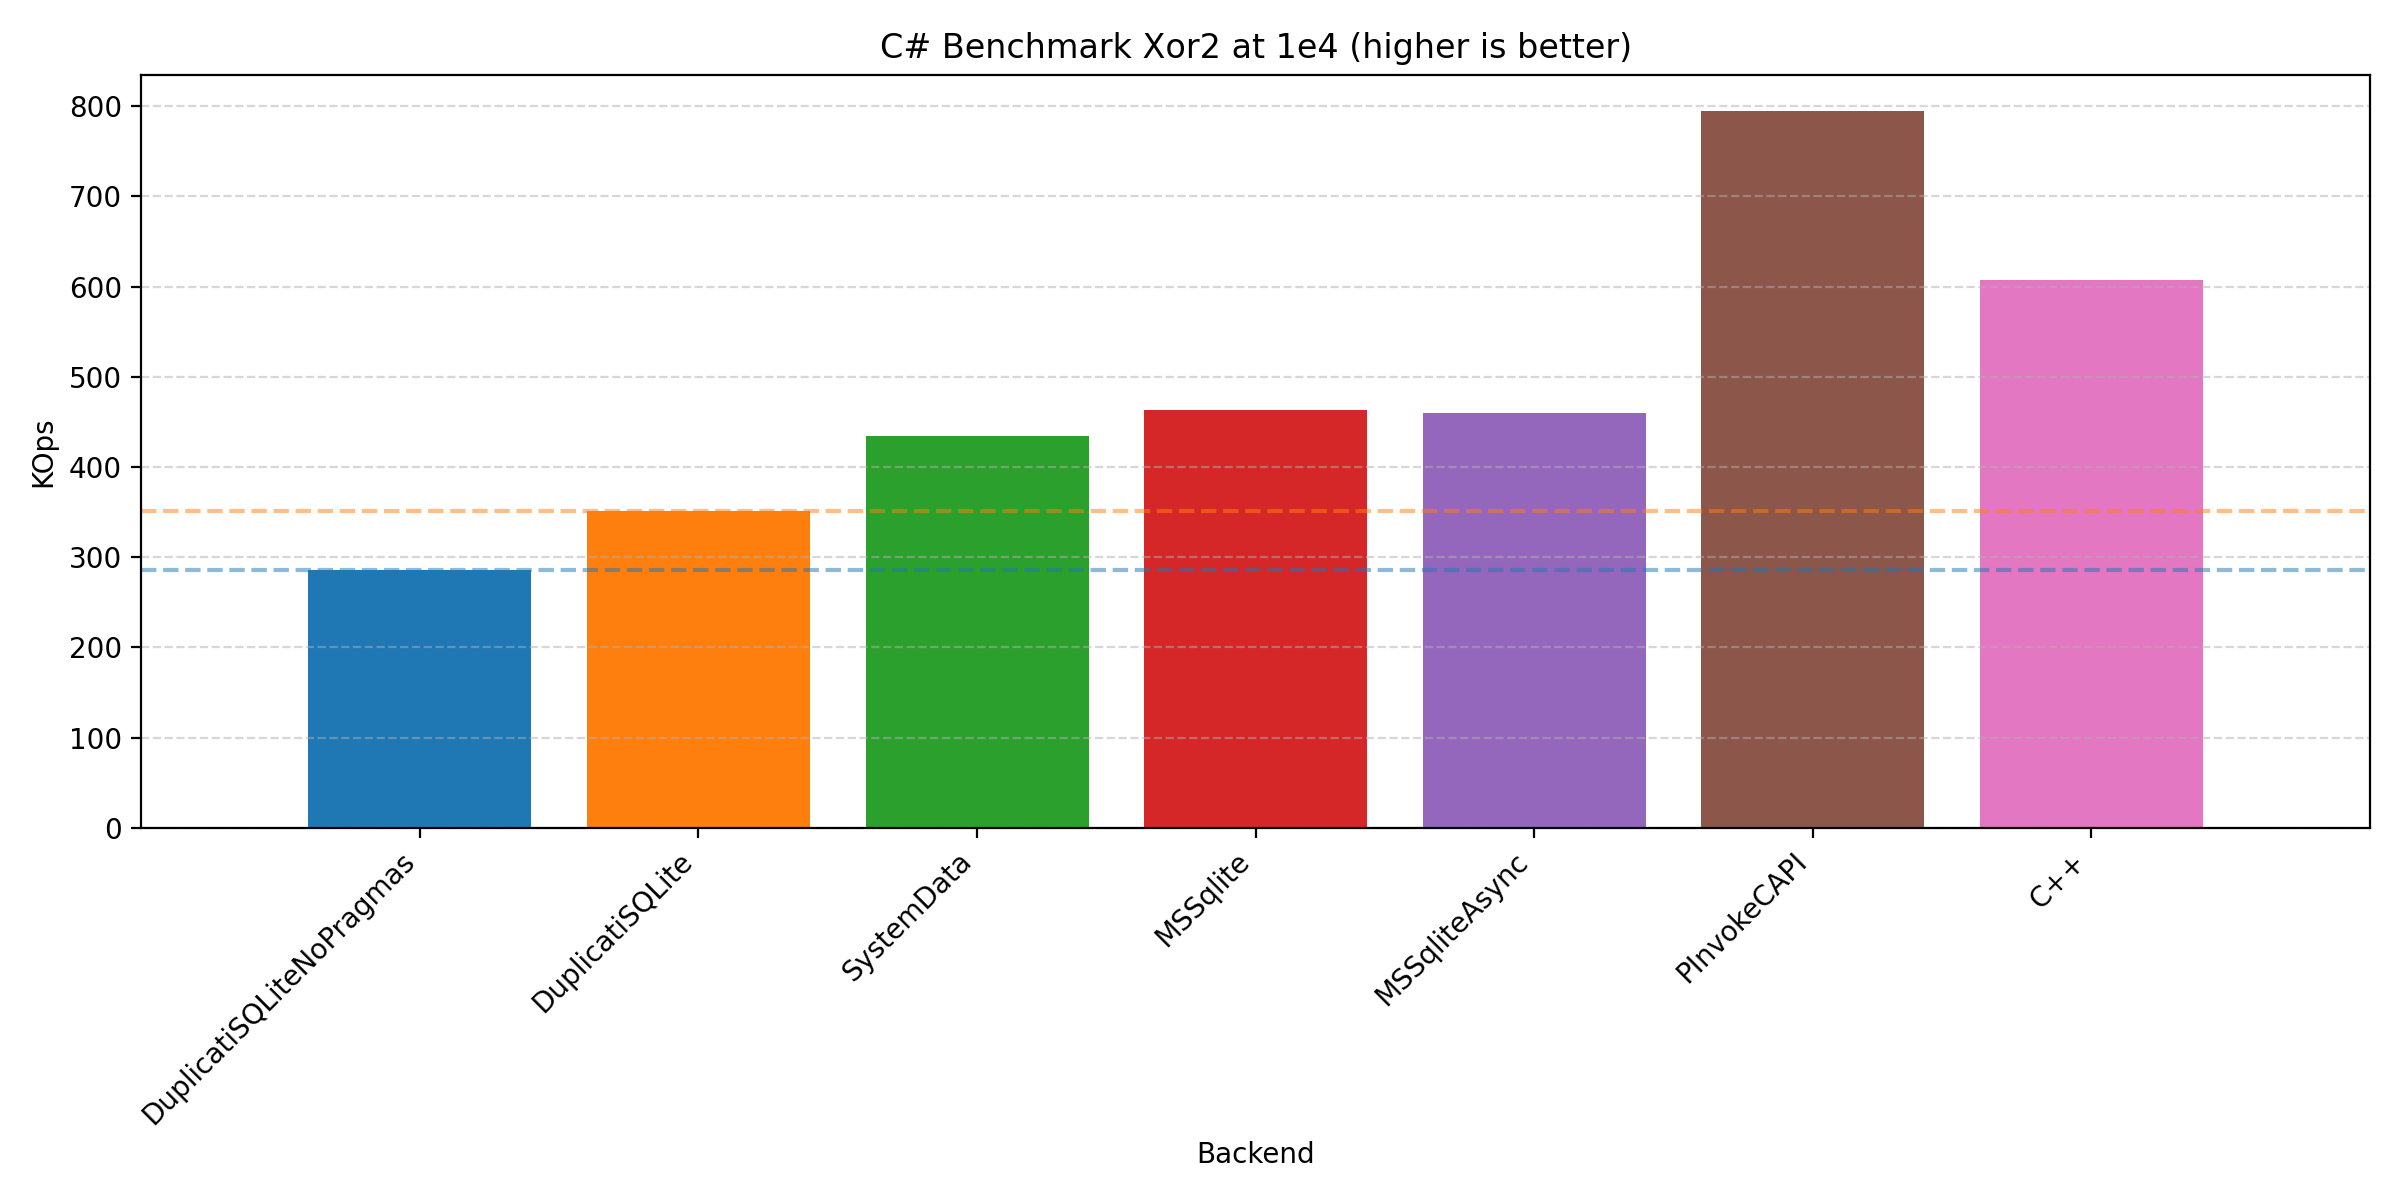 C# Benchmark Xor2 at 1e4 (higher is better)
800
700
600
500
400
300
200
100
0
KOps
DuplicatiSQLiteNoPragmas
DuplicatiSQLite
SystemData
MSSqlite
MSSqliteAsync
PInvokeCAPI
C++
Backend